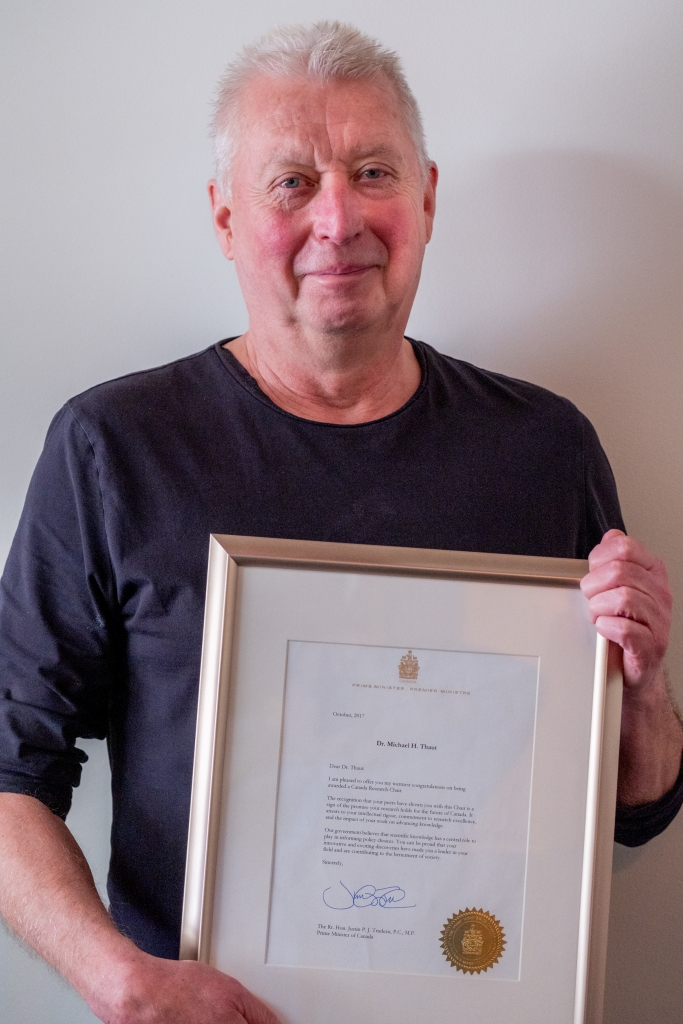 PRIME MINISTER · PREMIER MINISTRE
October, 2017
Dr. Michael H. Thaut
Dear Dr. Thaut:
I am pleased to offer you my warmest congratulations on being
awarded a Canada Research Chair.
The recognition that your peers have shown you with this Chair is a
sign of the promise your research holds for the future of Canada. It
attests to your intellectual rigour, commitment to research excellence,
and the impact of your work on advancing knowledge.
Our government believes that scientific knowledge has a central role to
play in informing policy choices. You can be proud that your
innovative and exciting discoveries have made you a leader in your
field and are contributing to the betterment of society.
Sincerely,
The Rt. Hon. Justin P. J. Trudeau, P.C., M.P.
Prime Minister of Canada